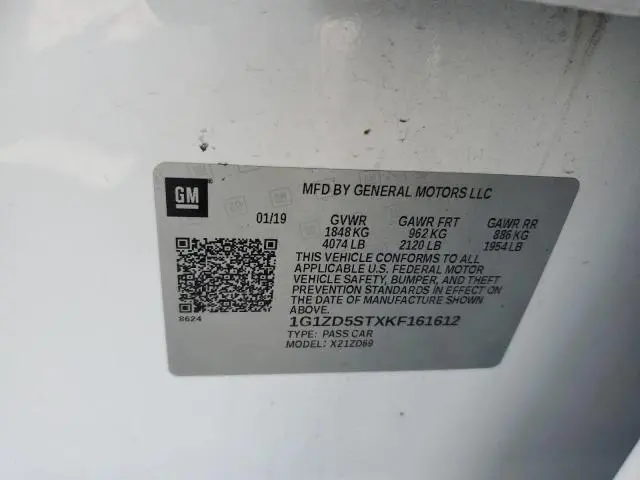 GM
MFD BY GENERAL MOTORS LLC
01/19 GVWR GAWR FRT GAWR RR
1848 KG 962 KG 886 KG
4074 LB 2120 LB 1954 LB
THIS VEHICLE CONFORMS TO ALL
APPLICABLE U.S. FEDERAL MOTOR
VEHICLE SAFETY, BUMPER, AND THEFT
PREVENTION STANDARDS IN EFFECT ON
THE DATE OF MANUFACTURE SHOWN
ABOVE.
8624
1G1ZD5STXKF161612
TYPE: PASS CAR
MODEL: X21ZD69